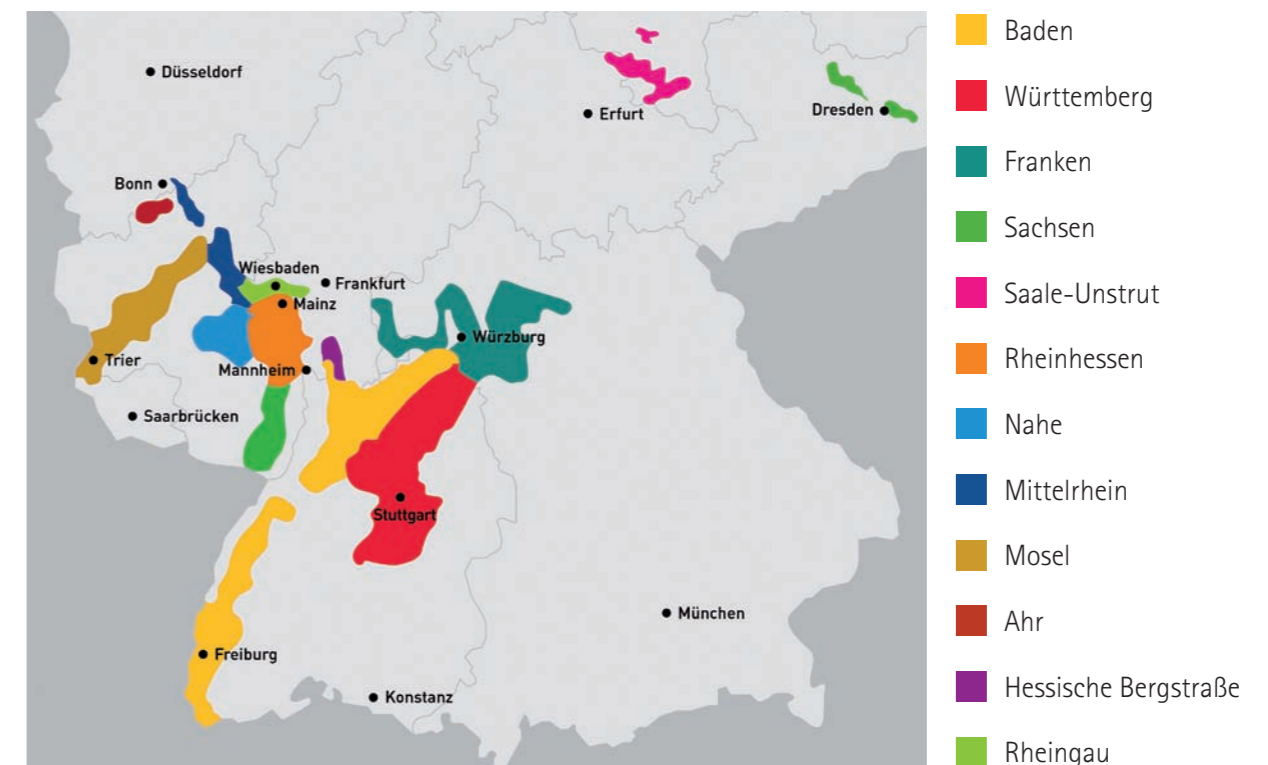 Düsseldorf
Erfurt
Dresden
Bonn
Wiesbaden
Frankfurt
Mainz
Würzburg
Trier
Mannheim
Saarbrücken
Stuttgart
München
Freiburg
Konstanz
Baden
Württemberg
Franken
Sachsen
Saale-Unstrut
Rheinhessen
Nahe
Mittelrhein
Mosel
Ahr
Hessische Bergstraße
Rheingau